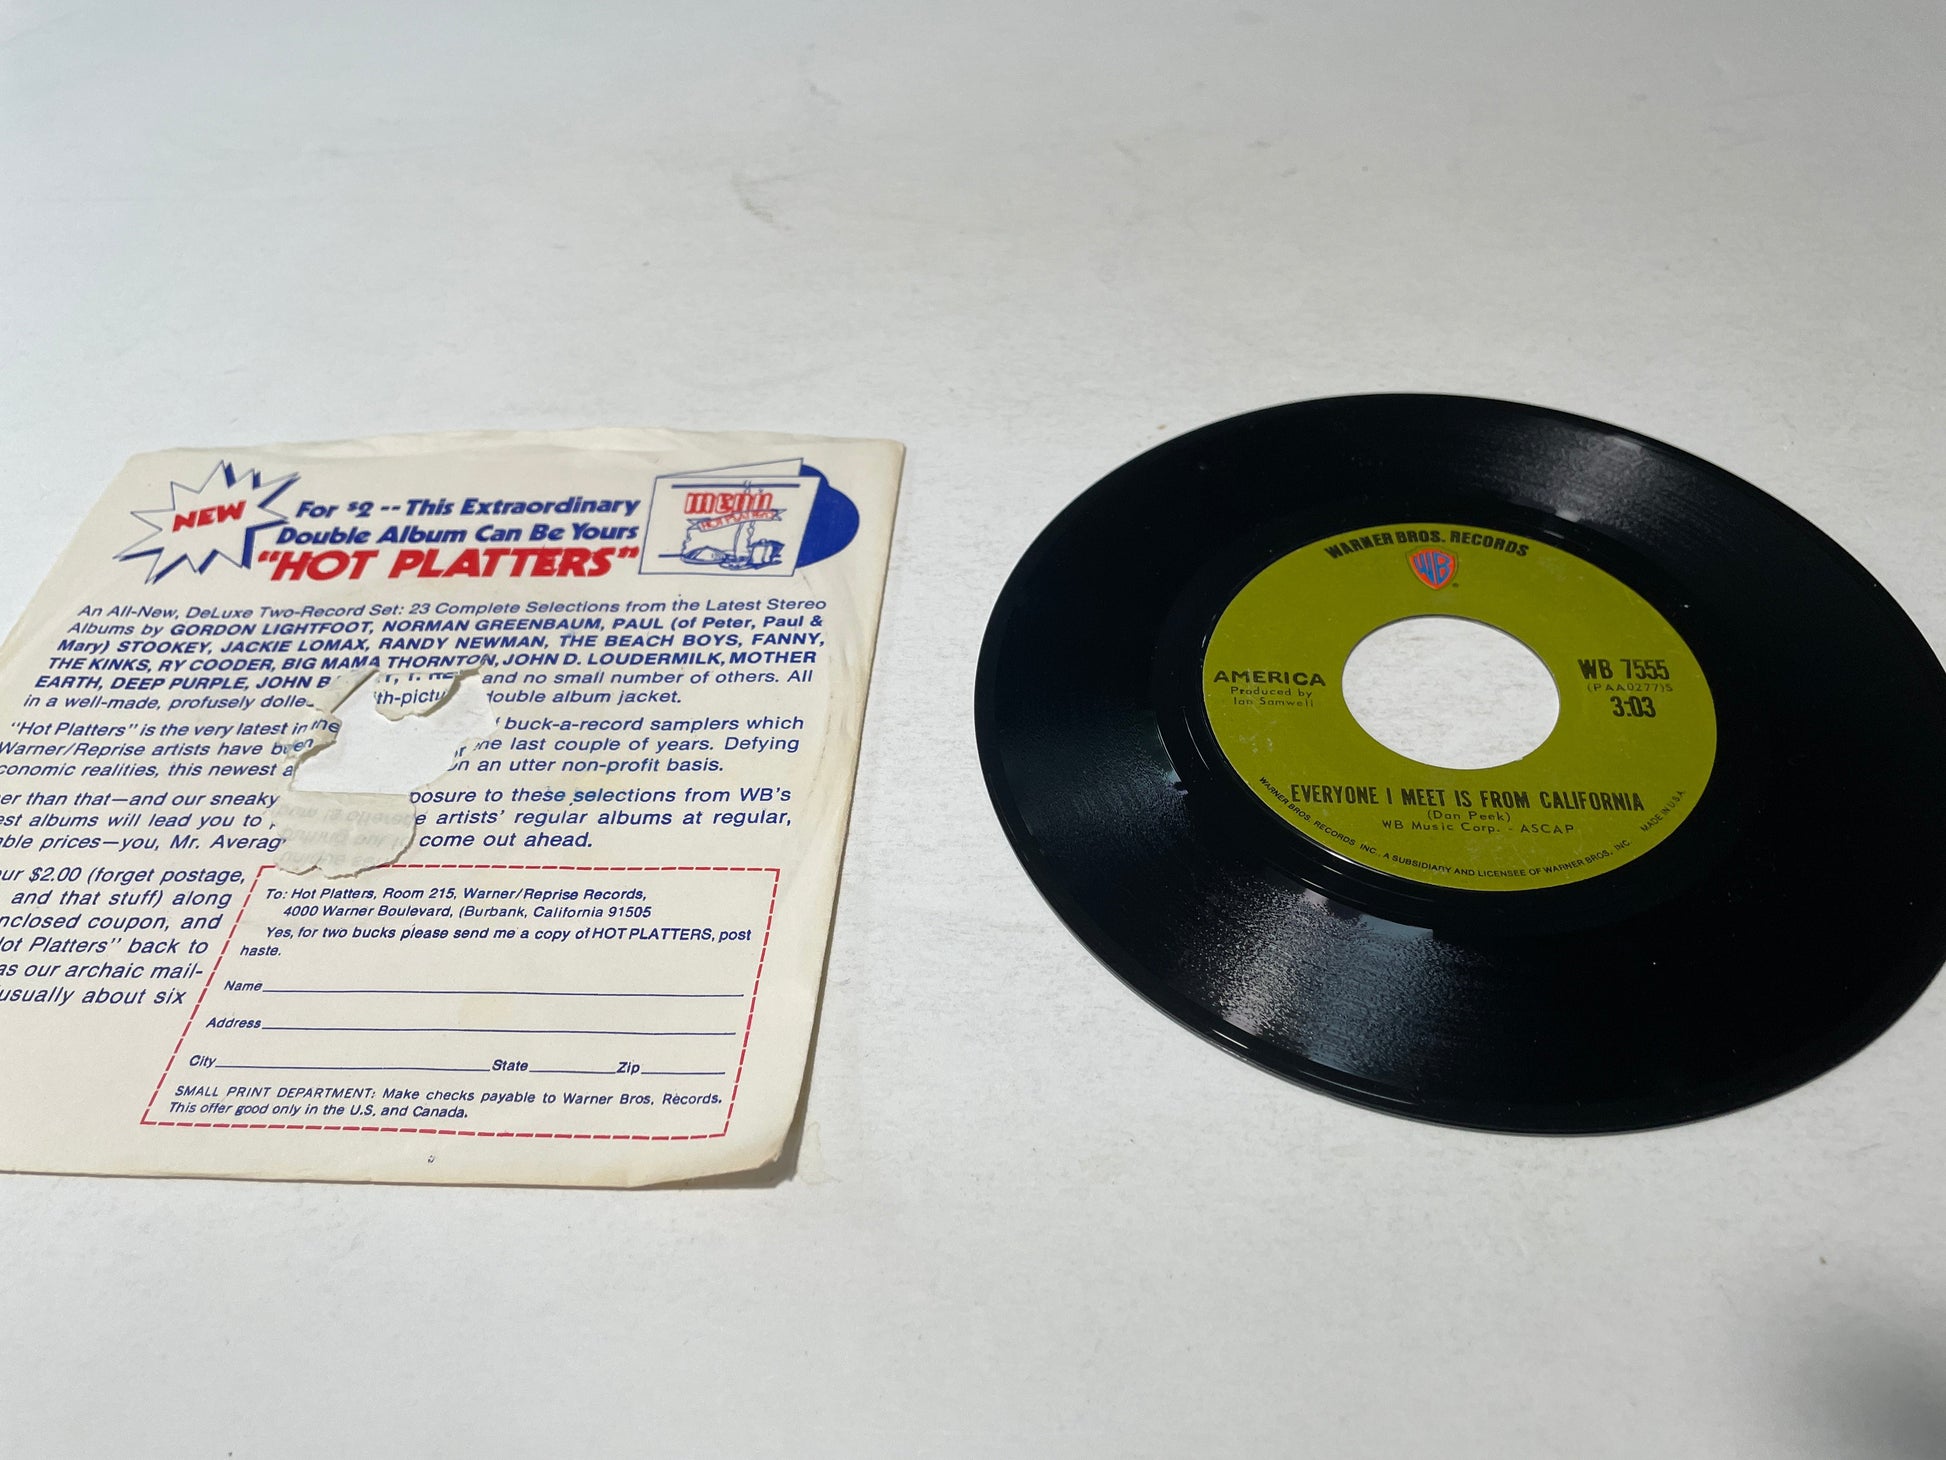 NEW
For $2 -- This Extraordinary
Double Album Can Be Yours
"HOT PLATTERS"
menu
HOT PLATTERS
An All-New, DeLuxe Two-Record Set: 23 Complete Selections from the Latest Stereo
Albums by GORDON LIGHTFOOT, NORMAN GREENBAUM, PAUL (of Peter, Paul &
Mary) STOOKEY, JACKIE LOMAX, RANDY NEWMAN, THE BEACH BOYS, FANNY,
THE KINKS, RY COODER, BIG MAMA THORNTON, JOHN D. LOUDERMILK, MOTHER
EARTH, DEEP PURPLE, JOHN and no small number of others. All
in a well-made, profusely double album jacket.
"Hot Platters" is the very latest in the buck-a-record samplers which
Warner/Reprise artists have been last couple of years. Defying
economic realities, this newest on an utter non-profit basis.
than that—and our sneaky to these selections from WB's
albums will lead you to artists' regular albums at regular,
prices—you, Mr. come out ahead.
$2.00 (forget postage,
and that stuff) along
coupon, and
Platters" back to
as our archaic mail-
usually about six
To: Hot Platters, Room 215, Warner/Reprise Records,
4000 Warner Boulevard, (Burbank, California 91505
Yes, for two bucks please send me a copy of HOT PLATTERS, post
haste.
Name
Address
City State Zip
SMALL PRINT DEPARTMENT: Make checks payable to Warner Bros. Records.
This offer good only in the U.S. and Canada.
WARNER BROS. RECORDS
WB
AMERICA
Produced by
Ian Samwell
WB 7555
(PAA0277)S
3:03
EVERYONE I MEET IS FROM CALIFORNIA
(Dan Peek)
WB Music Corp. - ASCAP
WARNER BROS. RECORDS INC., A SUBSIDIARY AND LICENSEE OF WARNER BROS., INC.
MADE IN U.S.A.